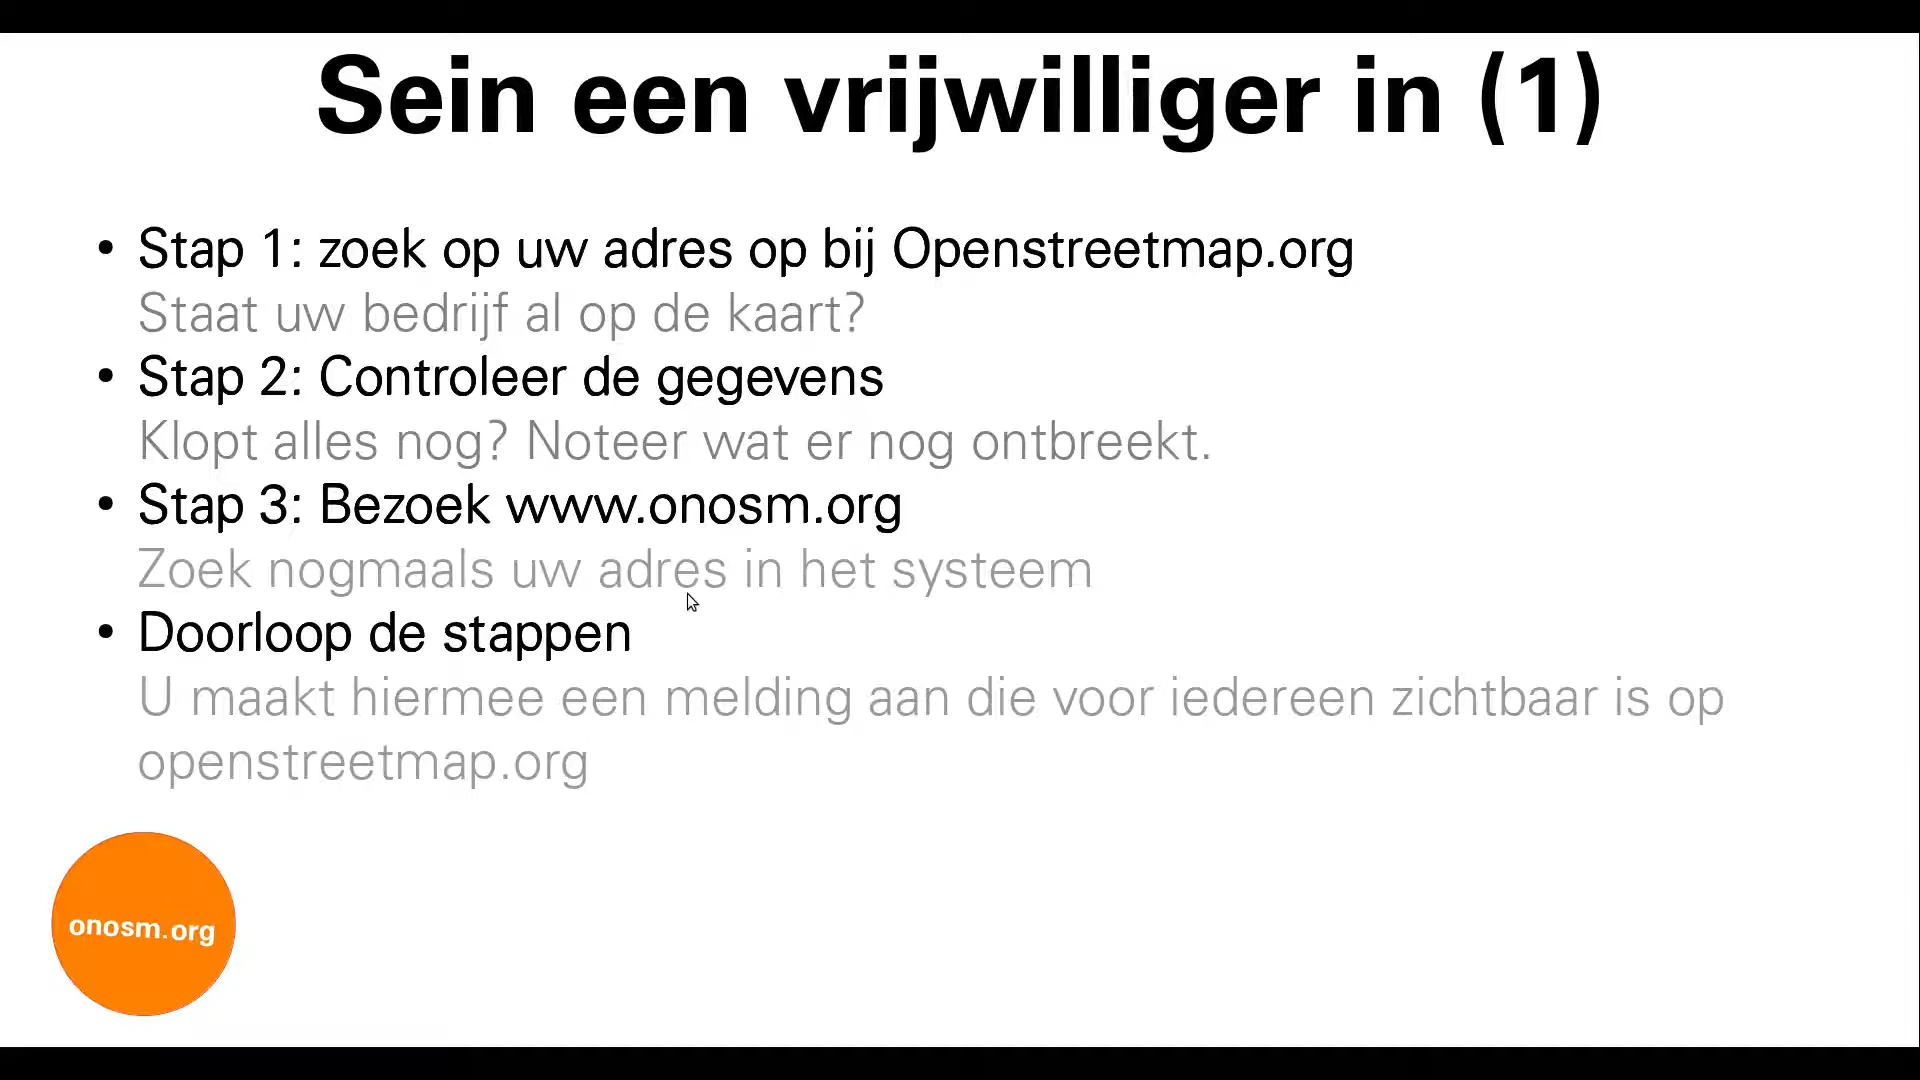 Sein een vrijwilliger in (1)
• Stap 1: zoek op uw adres op bij Openstreetmap.org
Staat uw bedrijf al op de kaart?
• Stap 2: Controleer de gegevens
Klopt alles nog? Noteer wat er nog ontbreekt.
• Stap 3: Bezoek www.onosm.org
Zoek nogmaals uw adres in het systeem
• Doorloop de stappen
U maakt hiermee een melding aan die voor iedereen zichtbaar is op
openstreetmap.org
onosm.org